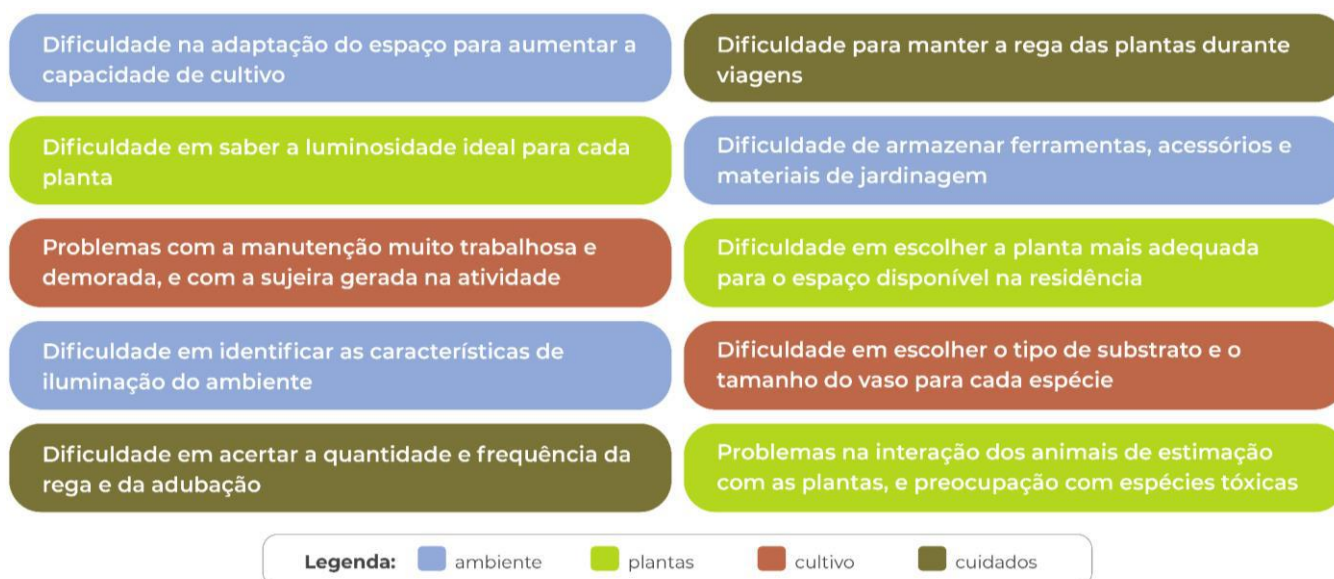 Dificuldade na adaptação do espaço para aumentar a
capacidade de cultivo
Dificuldade para manter a rega das plantas durante
viagens
Dificuldade em saber a luminosidade ideal para cada
planta
Dificuldade de armazenar ferramentas, acessórios e
materiais de jardinagem
Problemas com a manutenção muito trabalhosa e
demorada, e com a sujeira gerada na atividade
Dificuldade em escolher a planta mais adequada
para o espaço disponível na residência
Dificuldade em identificar as características de
iluminação do ambiente
Dificuldade em escolher o tipo de substrato e o
tamanho do vaso para cada espécie
Dificuldade em acertar a quantidade e frequência da
rega e da adubação
Problemas na interação dos animais de estimação
com as plantas, e preocupação com espécies tóxicas
Legenda: ambiente plantas cultivo cuidados